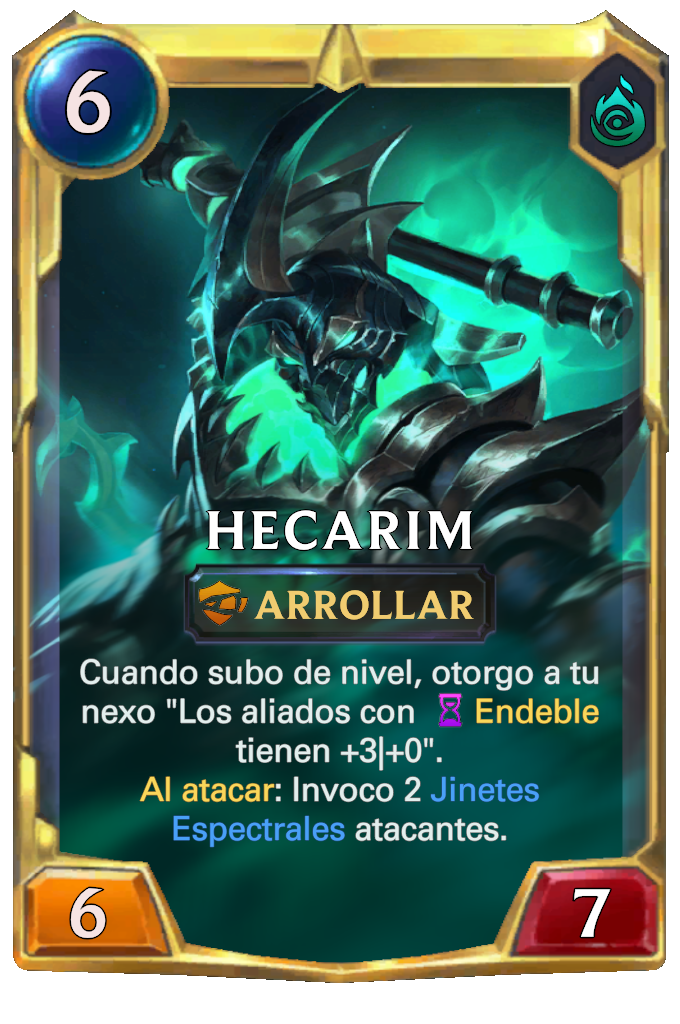 6
HECARIM
ARROLLAR
Cuando subo de nivel, otorgo a tu
nexo "Los aliados con Endeble
tienen +3|+0".
Al atacar: Invoco 2 Jinetes
Espectrales atacantes.
6
7